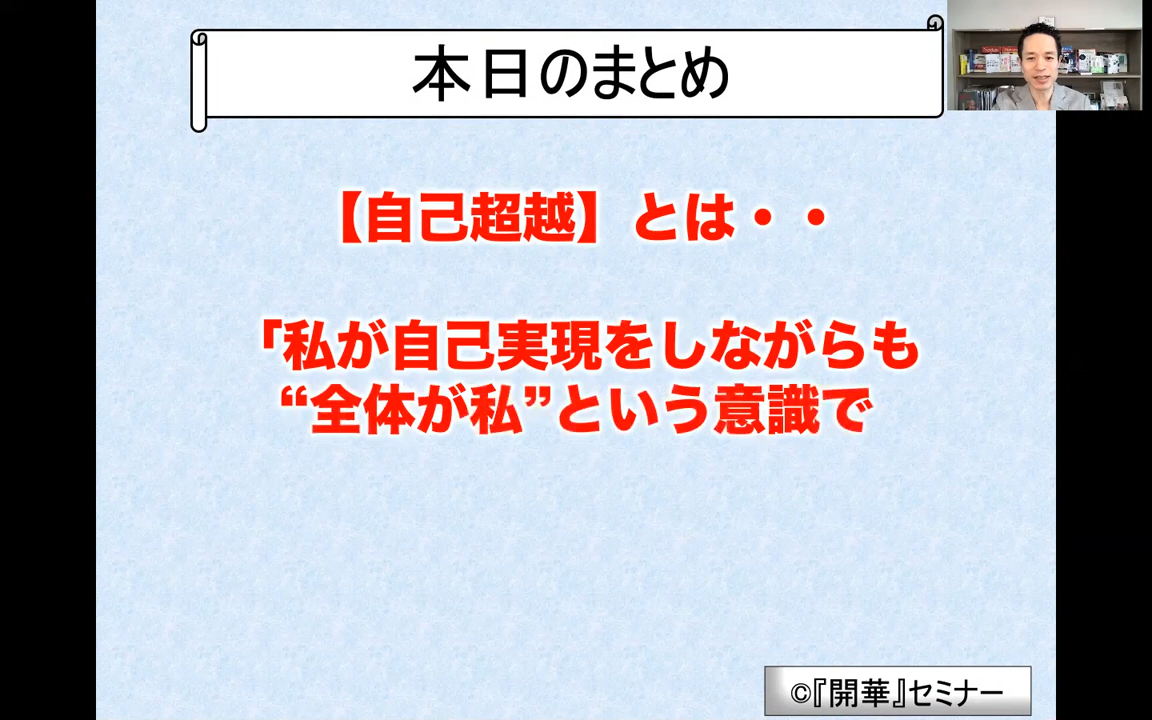 本日のまとめ
【自己超越】とは・・
「私が自己実現をしながらも
“全体が私”という意識で
©『開華』セミナー